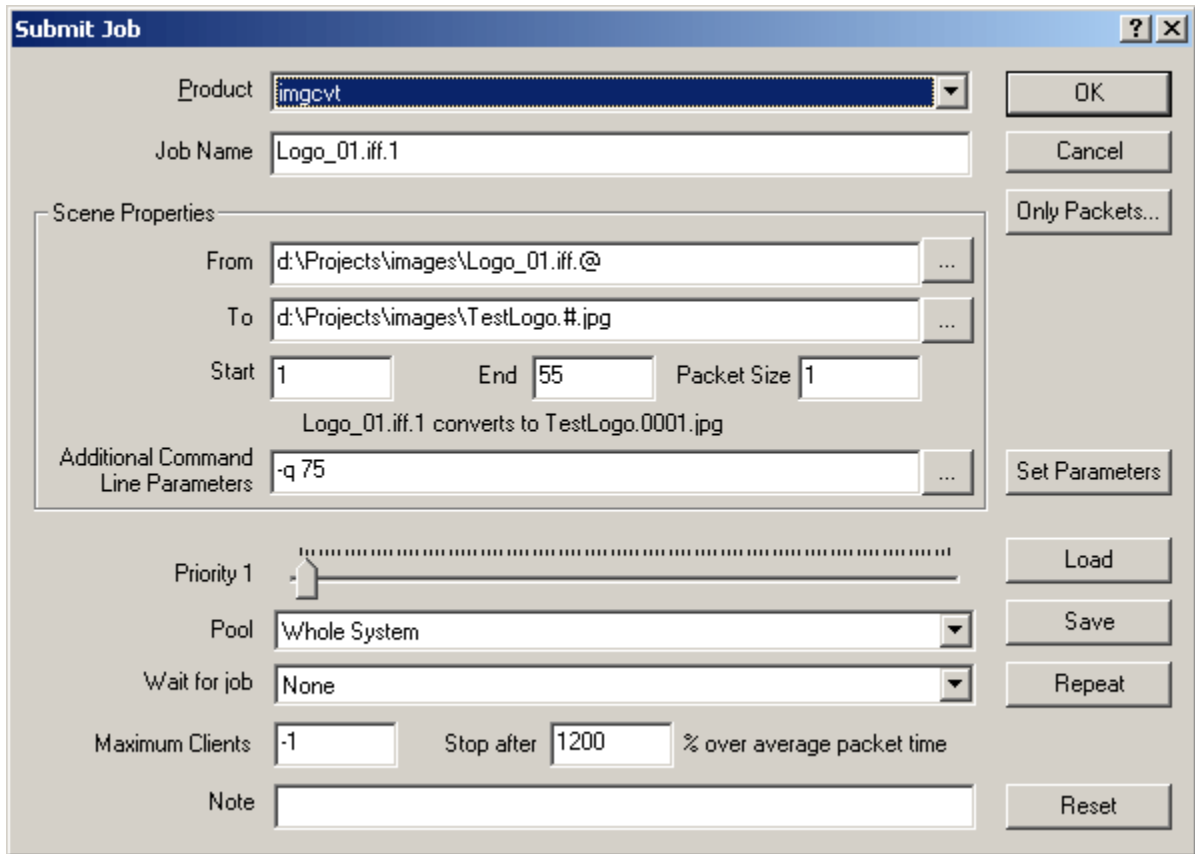 Submit Job
Product imgcvt OK
Job Name Logo_01.iff.1 Cancel
Only Packets...
Scene Properties
From d:\Projects\images\Logo_01.iff.@ ...
To d:\Projects\images\TestLogo.#.jpg ...
Start 1 End 55 Packet Size 1
Logo_01.iff.1 converts to TestLogo.0001.jpg
Additional Command
Line Parameters -q 75 ... Set Parameters
Priority 1 Load
Pool Whole System Save
Wait for job None Repeat
Maximum Clients -1 Stop after 1200 % over average packet time
Note Reset